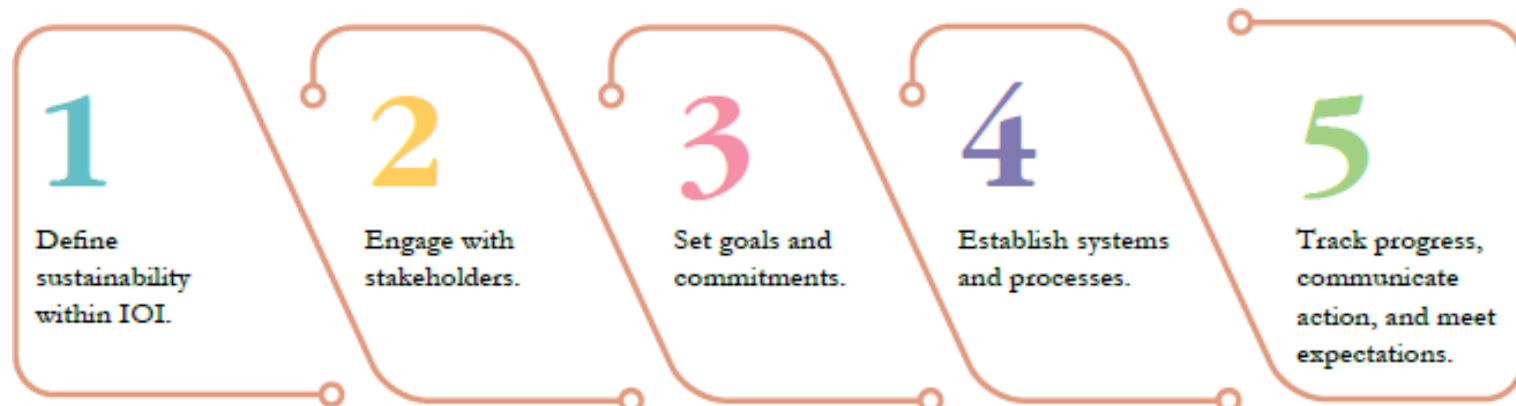 1
Define
sustainability
within IOI.
2
Engage with
stakeholders.
3
Set goals and
commitments.
4
Establish systems
and processes.
5
Track progress,
communicate
action, and meet
expectations.